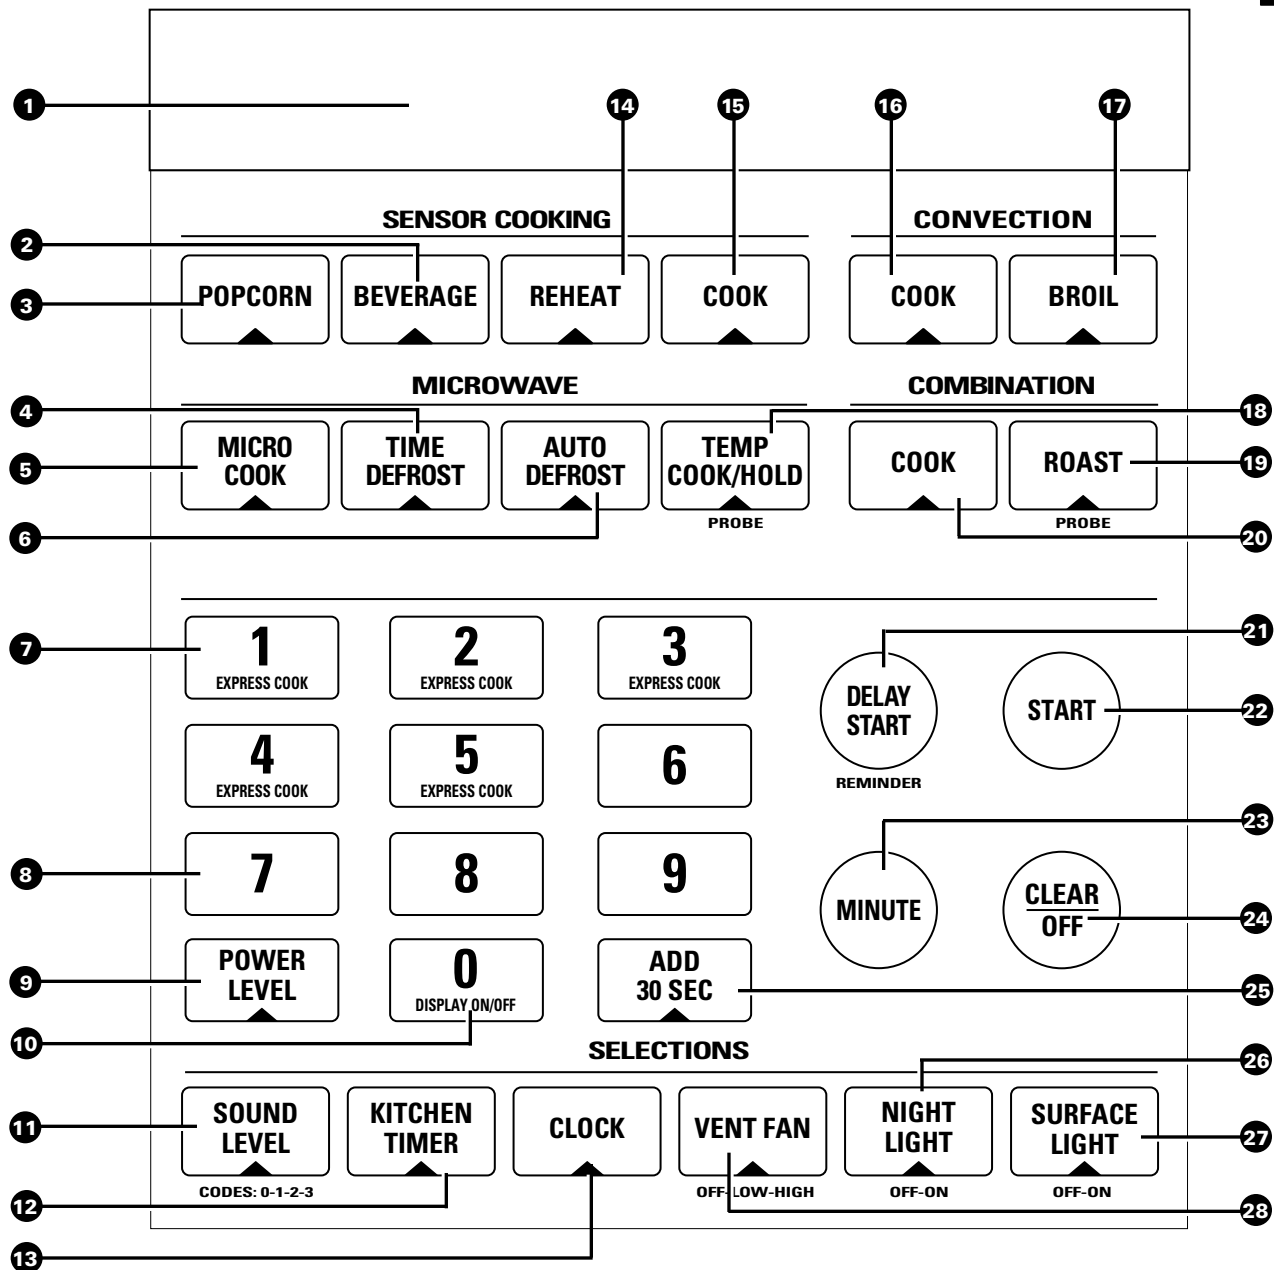 1
14
15
16
17
SENSOR COOKING
CONVECTION
2
3
POPCORN
BEVERAGE
REHEAT
COOK
COOK
BROIL
MICROWAVE
COMBINATION
4
18
5
MICRO
COOK
TIME
DEFROST
AUTO
DEFROST
TEMP
COOK/HOLD
COOK
ROAST
19
6
PROBE
PROBE
20
7
1
EXPRESS COOK
2
EXPRESS COOK
3
EXPRESS COOK
21
DELAY
START
REMINDER
START
22
4
EXPRESS COOK
5
EXPRESS COOK
6
23
8
7
8
9
MINUTE
CLEAR
OFF
24
9
POWER
LEVEL
0
DISPLAY ON/OFF
ADD
30 SEC
25
10
SELECTIONS
26
11
SOUND
LEVEL
KITCHEN
TIMER
CLOCK
VENT FAN
NIGHT
LIGHT
SURFACE
LIGHT
27
CODES: 0-1-2-3
OFF-LOW-HIGH
OFF-ON
OFF-ON
12
28
13